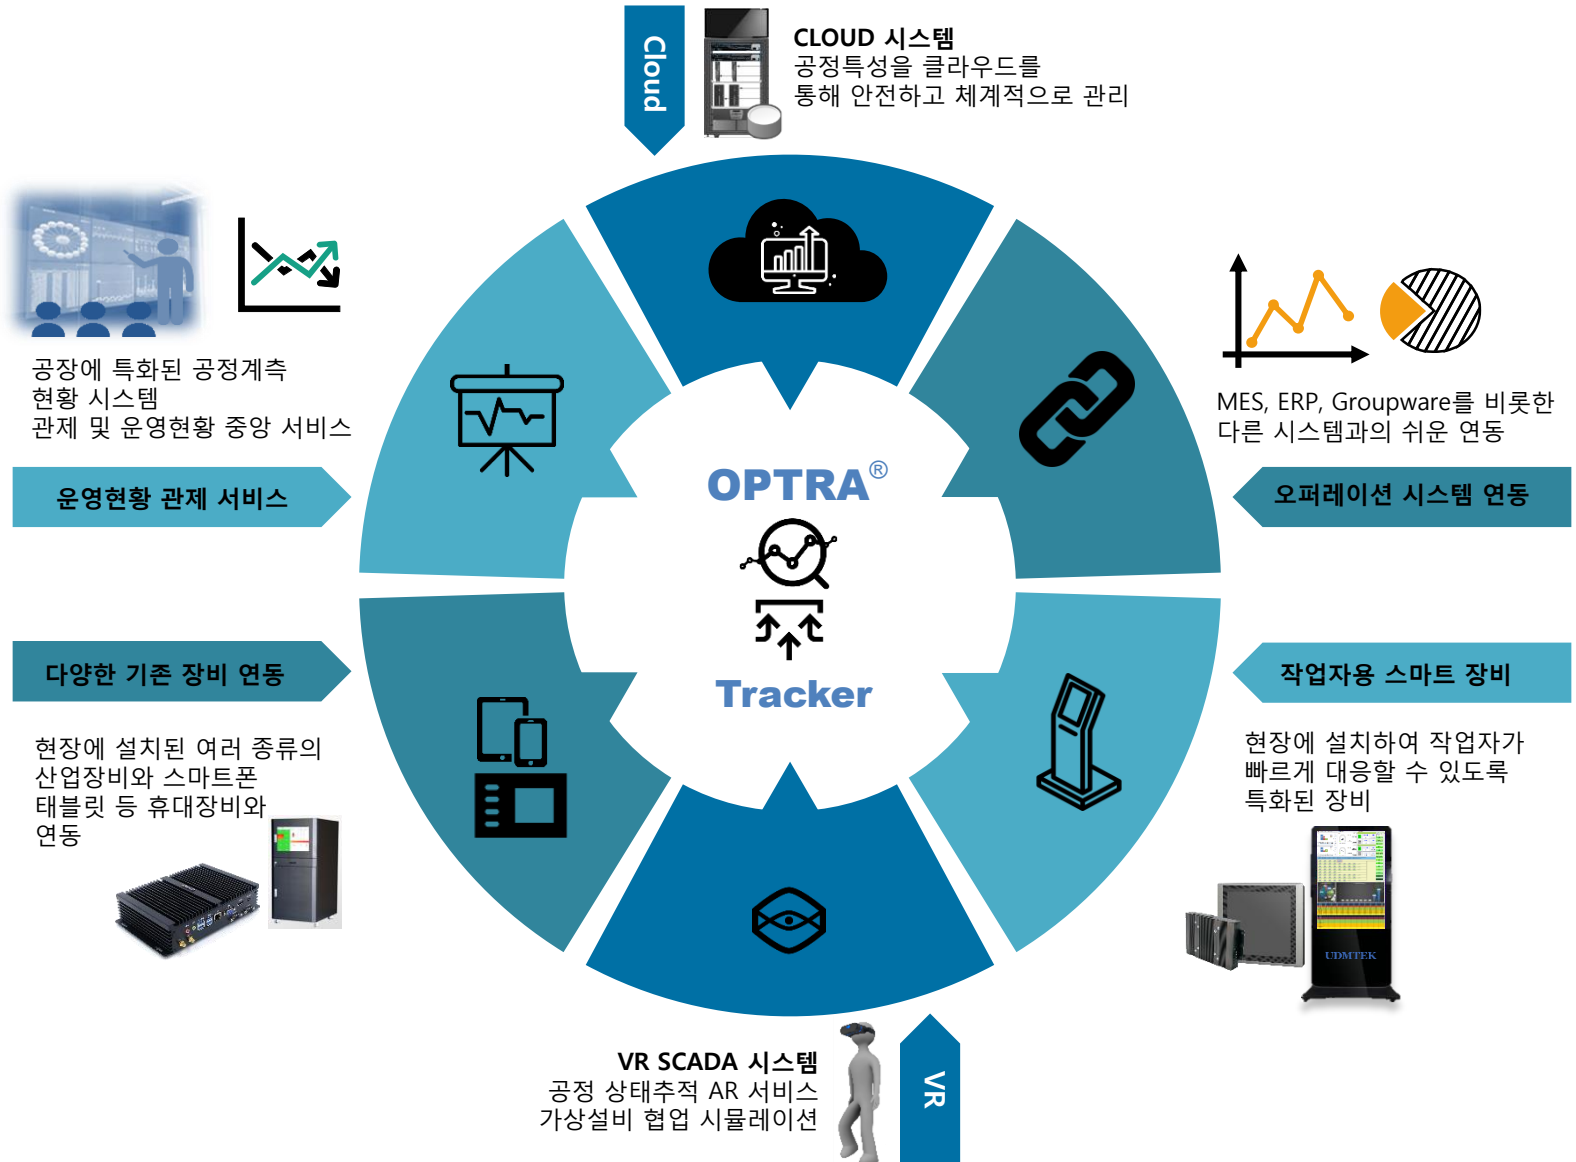 Cloud
CLOUD 시스템
공정특성을 클라우드를
통해 안전하고 체계적으로 관리
공장에 특화된 공정계측
현황 시스템
관제 및 운영현황 중앙 서비스
운영현황 관제 서비스
MES, ERP, Groupware를 비롯한
다른 시스템과의 쉬운 연동
오퍼레이션 시스템 연동
OPTRA®
Tracker
다양한 기존 장비 연동
현장에 설치된 여러 종류의
산업장비와 스마트폰
태블릿 등 휴대장비와
연동
작업자용 스마트 장비
현장에 설치하여 작업자가
빠르게 대응할 수 있도록
특화된 장비
UDMTEK
VR SCADA 시스템
공정 상태추적 AR 서비스
가상설비 협업 시뮬레이션
VR